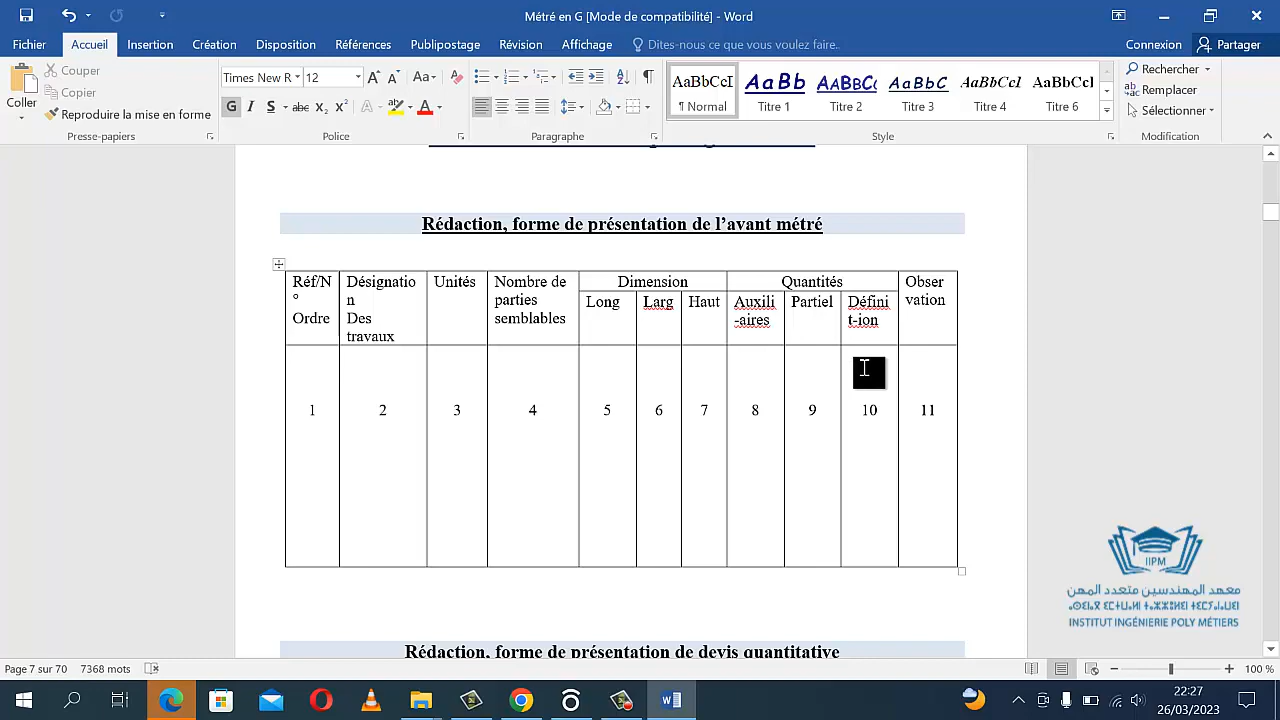 Métré en G [Mode de compatibilité] - Word
Fichier Accueil Insertion Création Disposition Références Publipostage Révision Affichage Dites-nous ce que vous voulez faire. Connexion Partager
Coller
Couper
Copier
Reproduire la mise en forme
Presse-papiers
Times New R 12
Police
Paragraphe
AaBbCcI AaBb AaBbCc AaBbC AaBbCcI AaBbCcI
¶ Normal Titre 1 Titre 2 Titre 3 Titre 4 Titre 6
Style
Rechercher
Remplacer
Sélectionner
Modification
Rédaction, forme de présentation de l’avant métré
Réf/N
°
Ordre
Désignatio
n
Des
travaux
Unités
Nombre de
parties
semblables
Dimension
Long Larg Haut
Quantités
Auxili
-aires
Partiel
Défini
t-ion
Obser
vation
1 2 3 4 5 6 7 8 9 10 11
Rédaction, forme de présentation de devis quantitative
IIPM
معهد المهندسين متعدد المهن
INSTITUT INGÉNIERIE POLY MÉTIERS
Page 7 sur 70 7368 mots 100 %
22:27
26/03/2023